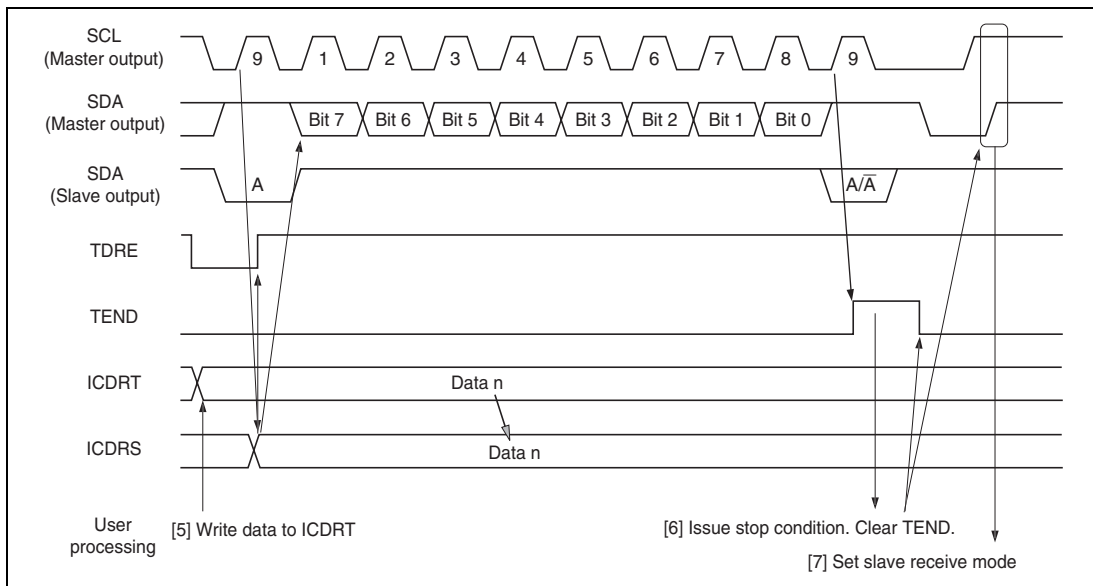 SCL
(Master output)
9 1 2 3 4 5 6 7 8 9
SDA
(Master output)
Bit 7 Bit 6 Bit 5 Bit 4 Bit 3 Bit 2 Bit 1 Bit 0
SDA
(Slave output)
A A/A̅
TDRE
TEND
ICDRT
Data n
ICDRS
Data n
User
processing
[5] Write data to ICDRT
[6] Issue stop condition. Clear TEND.
[7] Set slave receive mode